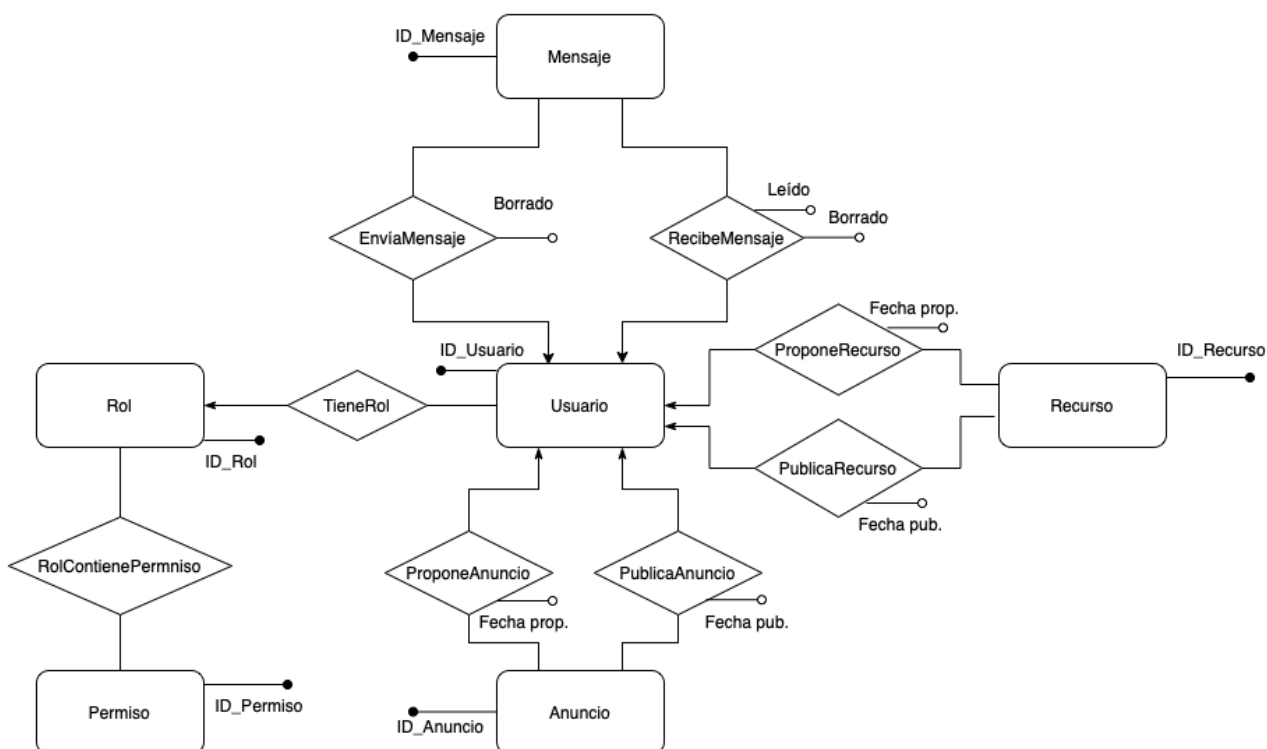 ID_Mensaje
Mensaje
Leído
Borrado
Borrado
EnvíaMensaje
RecibeMensaje
Fecha prop.
ID_Usuario
ProponeRecurso
ID_Recurso
Rol
TieneRol
Usuario
Recurso
ID_Rol
PublicaRecurso
Fecha pub.
RolContienePermniso
ProponeAnuncio
PublicaAnuncio
Fecha prop.
Fecha pub.
Permiso
ID_Permiso
Anuncio
ID_Anuncio